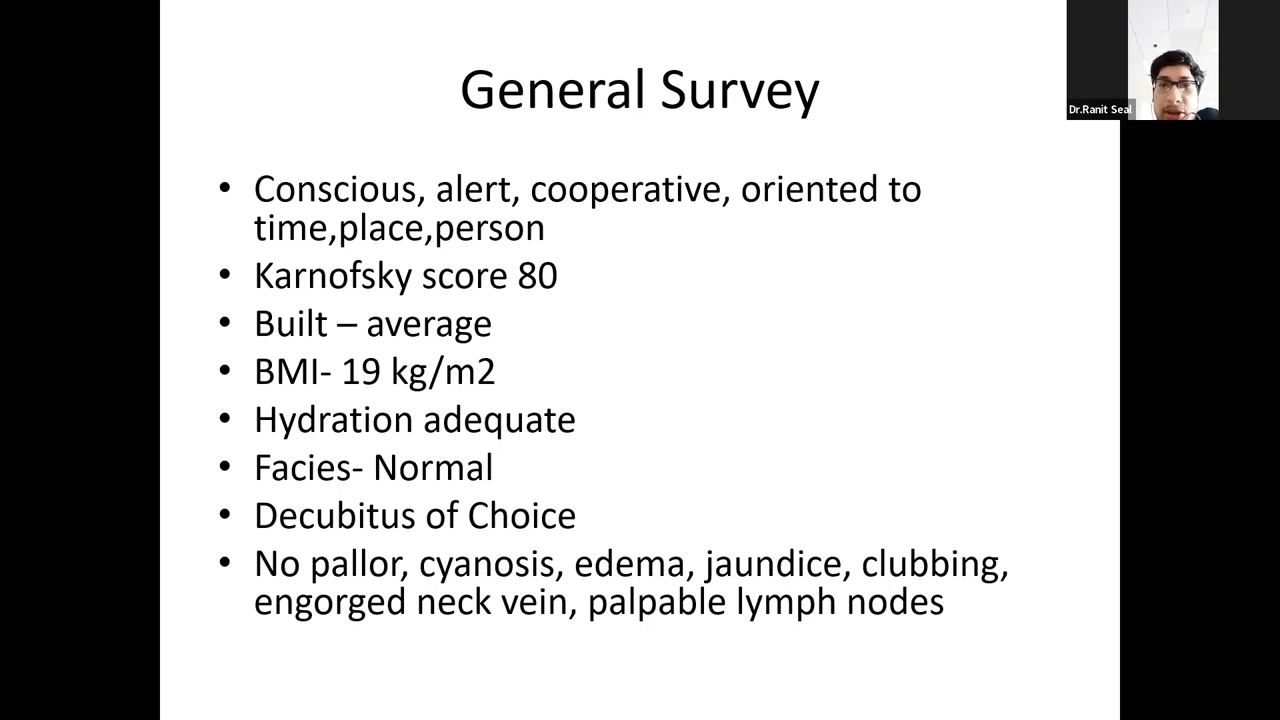 General Survey
Dr.Ranit Seal
• Conscious, alert, cooperative, oriented to
time,place,person
• Karnofsky score 80
• Built – average
• BMI- 19 kg/m2
• Hydration adequate
• Facies- Normal
• Decubitus of Choice
• No pallor, cyanosis, edema, jaundice, clubbing,
engorged neck vein, palpable lymph nodes